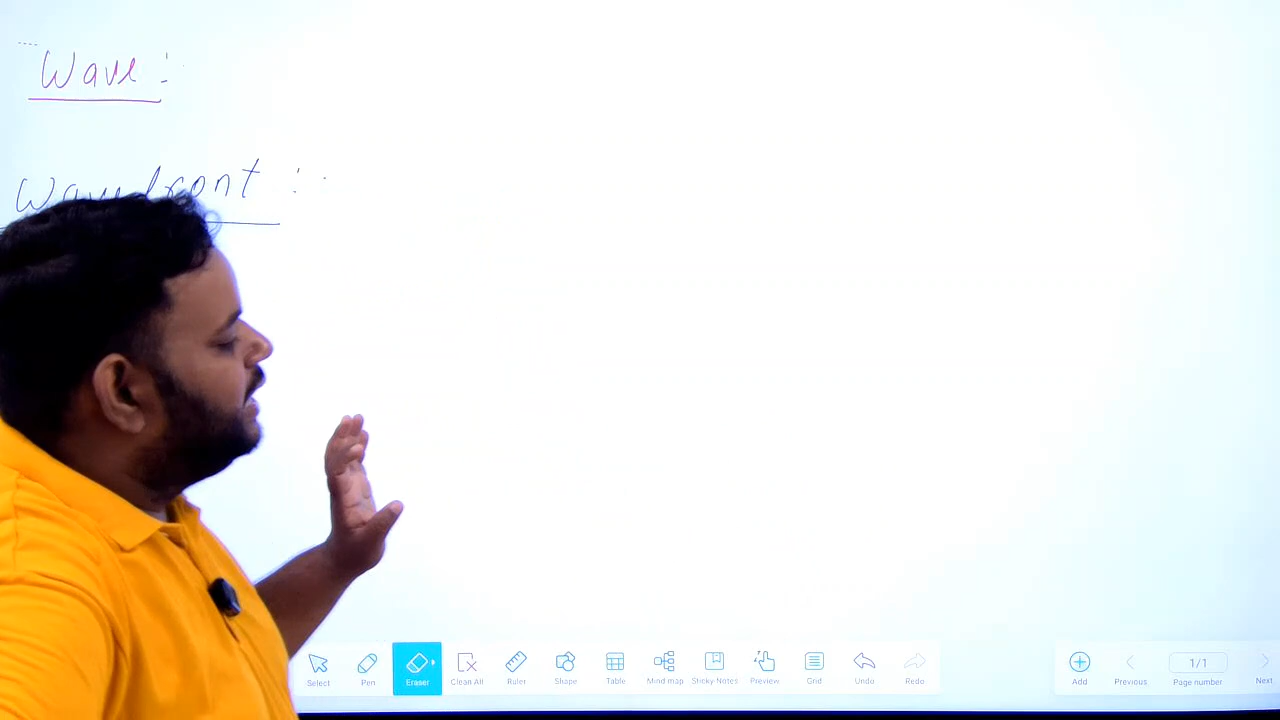 Wave :
Wavefront :
Select
Pen
Eraser
Clean All
Ruler
Shape
Table
Mind map
Sticky-Notes
Preview
Grid
Undo
Redo
Add
Previous
1/1
Page number
Next